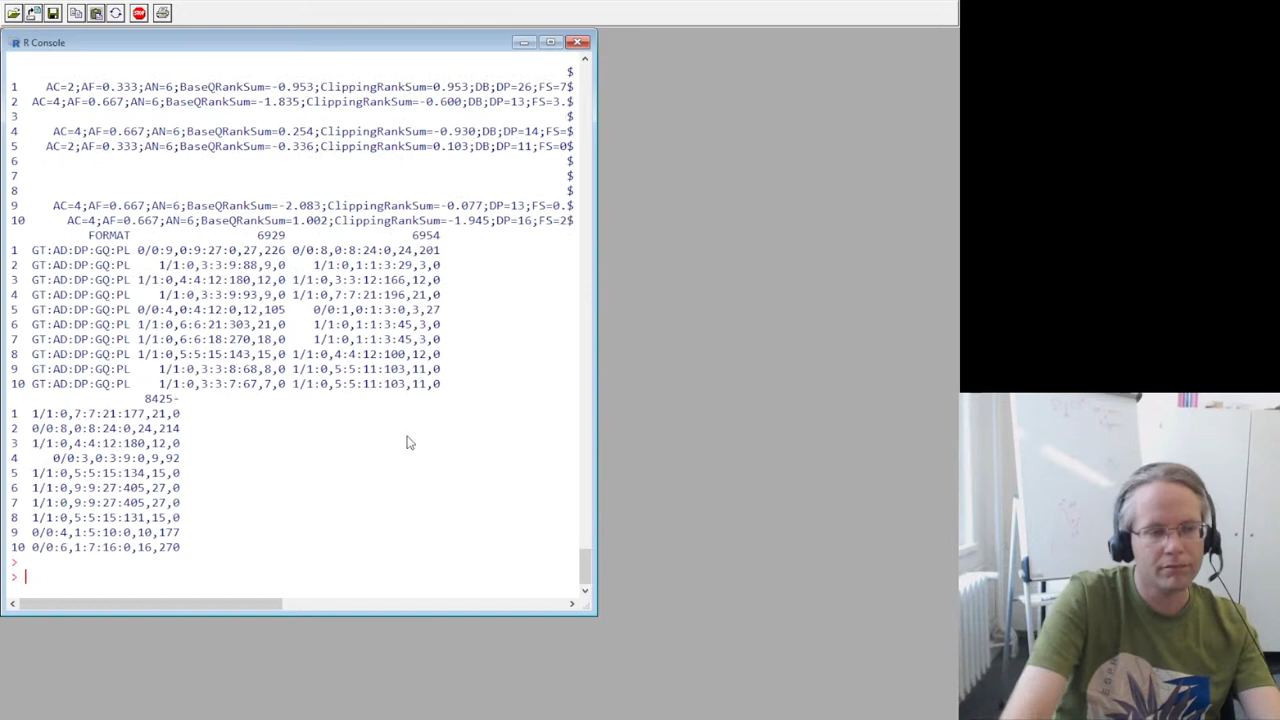 STOP
R Console
$
1 AC=2;AF=0.333;AN=6;BaseQRankSum=-0.953;ClippingRankSum=0.953;DB;DP=26;FS=7$
2 AC=4;AF=0.667;AN=6;BaseQRankSum=-1.835;ClippingRankSum=-0.600;DB;DP=13;FS=3.$
3 $
4 AC=4;AF=0.667;AN=6;BaseQRankSum=0.254;ClippingRankSum=-0.930;DB;DP=14;FS=$
5 AC=2;AF=0.333;AN=6;BaseQRankSum=-0.336;ClippingRankSum=0.103;DB;DP=11;FS=0$
6 $
7 $
8 $
9 AC=4;AF=0.667;AN=6;BaseQRankSum=-2.083;ClippingRankSum=-0.077;DP=13;FS=0.$
10 AC=4;AF=0.667;AN=6;BaseQRankSum=1.002;ClippingRankSum=-1.945;DP=16;FS=2$
FORMAT 6929 6954
1 GT:AD:DP:GQ:PL 0/0:9,0:9:27:0,27,226 0/0:8,0:8:24:0,24,201
2 GT:AD:DP:GQ:PL 1/1:0,3:3:9:88,9,0 1/1:0,1:1:3:29,3,0
3 GT:AD:DP:GQ:PL 1/1:0,4:4:12:180,12,0 1/1:0,3:3:12:166,12,0
4 GT:AD:DP:GQ:PL 1/1:0,3:3:9:93,9,0 1/1:0,7:7:21:196,21,0
5 GT:AD:DP:GQ:PL 0/0:4,0:4:12:0,12,105 0/0:1,0:1:3:0,3,27
6 GT:AD:DP:GQ:PL 1/1:0,6:6:21:303,21,0 1/1:0,1:1:3:45,3,0
7 GT:AD:DP:GQ:PL 1/1:0,6:6:18:270,18,0 1/1:0,1:1:3:45,3,0
8 GT:AD:DP:GQ:PL 1/1:0,5:5:15:143,15,0 1/1:0,4:4:12:100,12,0
9 GT:AD:DP:GQ:PL 1/1:0,3:3:8:68,8,0 1/1:0,5:5:11:103,11,0
10 GT:AD:DP:GQ:PL 1/1:0,3:3:7:67,7,0 1/1:0,5:5:11:103,11,0
8425-
1 1/1:0,7:7:21:177,21,0
2 0/0:8,0:8:24:0,24,214
3 1/1:0,4:4:12:180,12,0
4 0/0:3,0:3:9:0,9,92
5 1/1:0,5:5:15:134,15,0
6 1/1:0,9:9:27:405,27,0
7 1/1:0,9:9:27:405,27,0
8 1/1:0,5:5:15:131,15,0
9 0/0:4,1:5:10:0,10,177
10 0/0:6,1:7:16:0,16,270
>
>